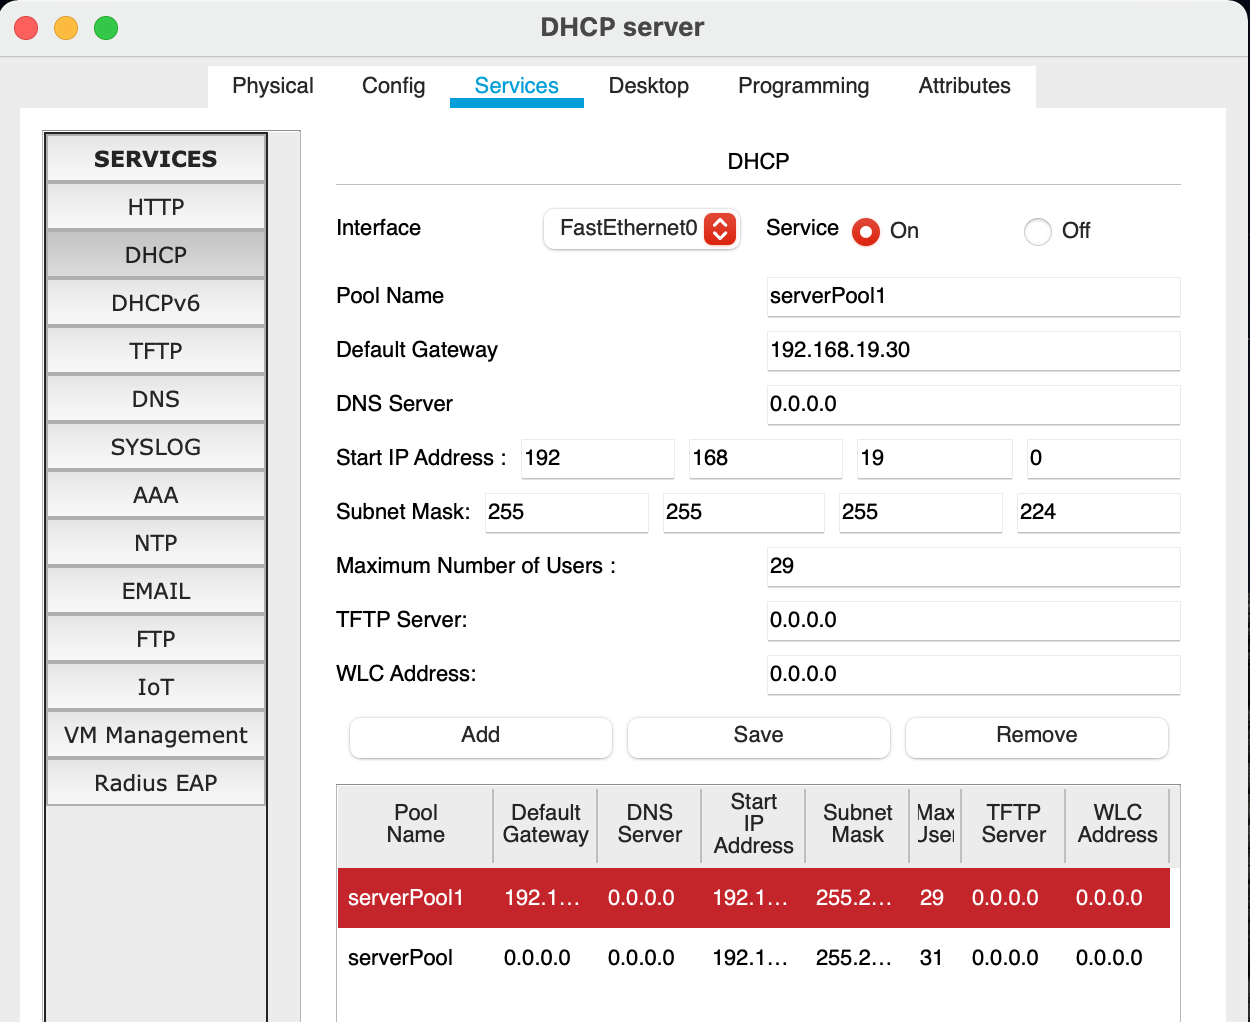 DHCP server
Physical Config Services Desktop Programming Attributes
SERVICES
HTTP
DHCP
DHCPv6
TFTP
DNS
SYSLOG
AAA
NTP
EMAIL
FTP
IoT
VM Management
Radius EAP
DHCP
Interface FastEthernet0 Service On Off
Pool Name serverPool1
Default Gateway 192.168.19.30
DNS Server 0.0.0.0
Start IP Address : 192 168 19 0
Subnet Mask: 255 255 255 224
Maximum Number of Users : 29
TFTP Server: 0.0.0.0
WLC Address: 0.0.0.0
Add Save Remove
Pool Name Default Gateway DNS Server Start IP Address Subnet Mask Max User TFTP Server WLC Address
serverPool1 192.1... 0.0.0.0 192.1... 255.2... 29 0.0.0.0 0.0.0.0
serverPool 0.0.0.0 0.0.0.0 192.1... 255.2... 31 0.0.0.0 0.0.0.0